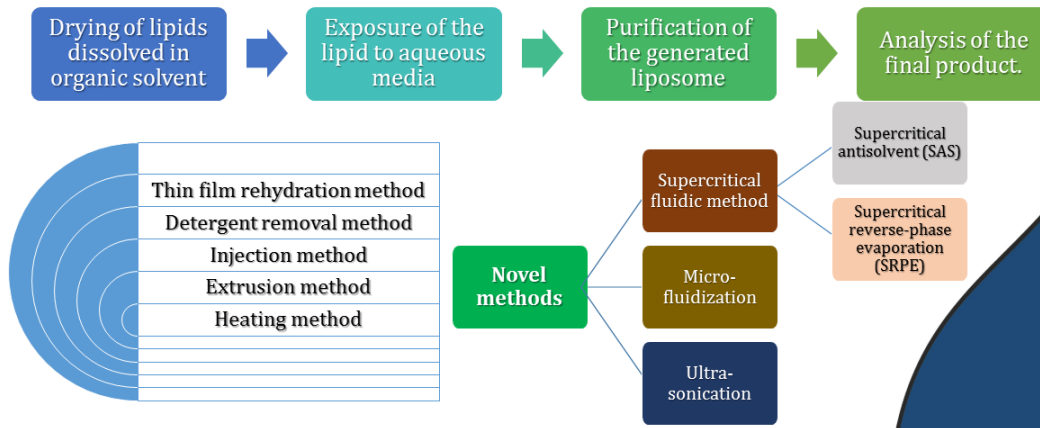 Drying of lipids
dissolved in
organic solvent
Exposure of the
lipid to aqueous
media
Purification of
the generated
liposome
Analysis of the
final product.
Thin film rehydration method
Detergent removal method
Injection method
Extrusion method
Heating method
Novel
methods
Supercritical
fluidic method
Micro-
fluidization
Ultra-
sonication
Supercritical
antisolvent (SAS)
Supercritical
reverse-phase
evaporation
(SRPE)